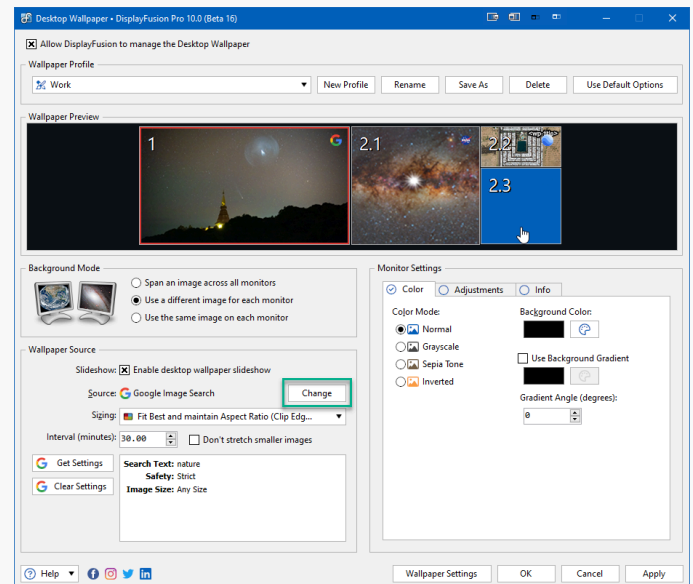 Desktop Wallpaper • DisplayFusion Pro 10.0 (Beta 16)
Allow DisplayFusion to manage the Desktop Wallpaper
Wallpaper Profile
Work
New Profile
Rename
Save As
Delete
Use Default Options
Wallpaper Preview
1
2.1
2.2
2.3
Background Mode
Span an image across all monitors
Use a different image for each monitor
Use the same image on each monitor
Monitor Settings
Color
Adjustments
Info
Color Mode:
Normal
Grayscale
Sepia Tone
Inverted
Background Color:
Use Background Gradient
Gradient Angle (degrees):
0
Wallpaper Source
Slideshow: Enable desktop wallpaper slideshow
Source: Google Image Search
Change
Sizing: Fit Best and maintain Aspect Ratio (Clip Edg...
Interval (minutes): 30.00
Don't stretch smaller images
Get Settings
Clear Settings
Search Text: nature
Safety: Strict
Image Size: Any Size
Help
Wallpaper Settings
OK
Cancel
Apply